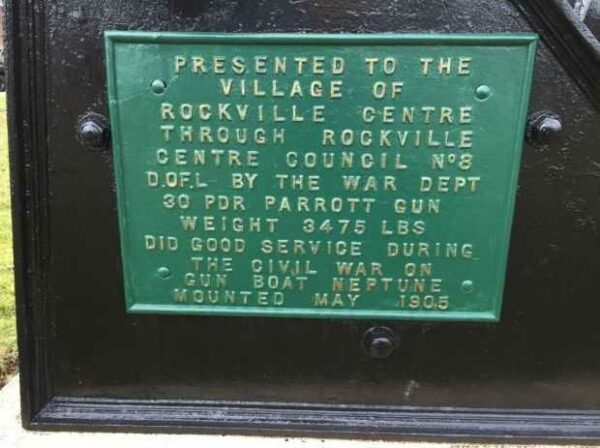 PRESENTED TO THE
VILLAGE OF
ROCKVILLE CENTRE
THROUGH ROCKVILLE
CENTRE COUNCIL Nº8
D.OF.L BY THE WAR DEPT
30 PDR PARROTT GUN
WEIGHT 3475 LBS
DID GOOD SERVICE DURING
THE CIVIL WAR ON
GUN BOAT NEPTUNE
MOUNTED MAY 1905